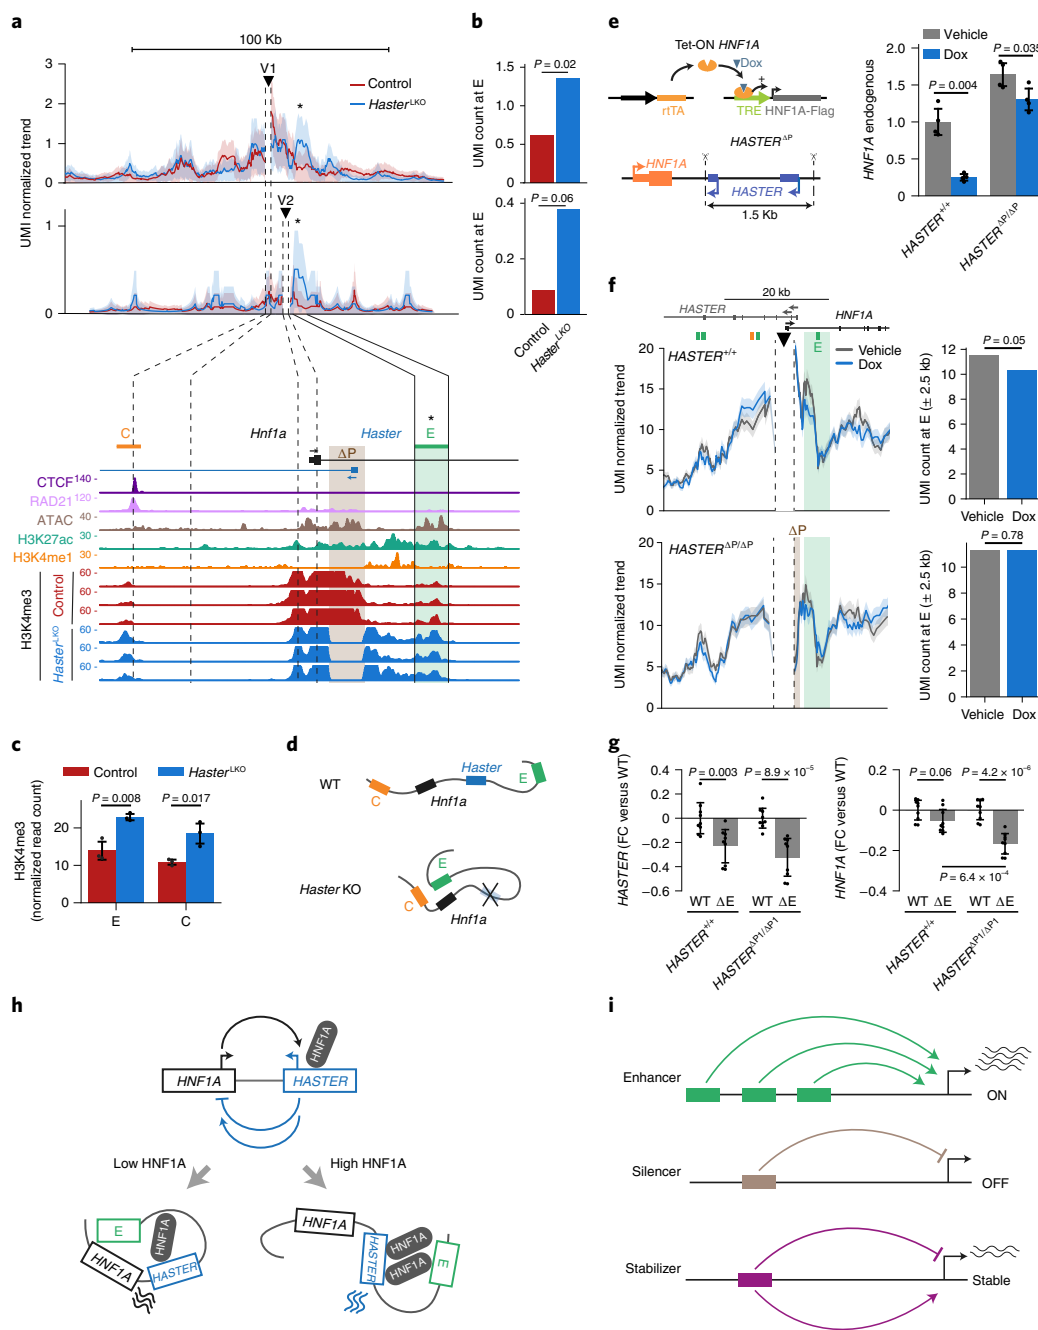 a
100 Kb
V1
Control
Haster^LKO
*
3
2
1
0
UMI normalized trend
V2
*
1
0
C
Hnf1a
Haster
*
E
ΔP
CTCF 140 -
RAD21 120 -
ATAC 40 -
H3K27ac 30 -
H3K4me1 30 -
H3K4me3
Control
60 -
60 -
60 -
Haster^LKO
60 -
60 -
60 -
b
P = 0.02
1.5
1.0
0.5
0
UMI count at E
P = 0.06
0.4
0.2
0
UMI count at E
Control
Haster^LKO
c
Control
Haster^LKO
P = 0.008
P = 0.017
20
10
0
H3K4me3
(normalized read count)
E
C
d
WT
C
Hnf1a
Haster
E
Haster KO
E
C
Hnf1a
e
Tet-ON HNF1A
Dox
+
rtTA
TRE
HNF1A-Flag
HASTER^ΔP
HNF1A
HASTER
1.5 Kb
Vehicle
Dox
P = 0.035
P = 0.004
2.0
1.5
1.0
0.5
0
HNF1A endogenous
HASTER^+/+
HASTER^ΔP/ΔP
f
20 kb
HASTER
HNF1A
E
HASTER^+/+
Vehicle
Dox
20
15
10
5
0
UMI normalized trend
P = 0.05
12
10
8
6
4
2
0
UMI count at E (± 2.5 kb)
Vehicle
Dox
HASTER^ΔP/ΔP
ΔP
20
15
10
5
0
UMI normalized trend
P = 0.78
12
10
8
6
4
2
0
UMI count at E (± 2.5 kb)
Vehicle
Dox
g
0.4
0.2
0
−0.2
−0.4
−0.6
HASTER (FC versus WT)
P = 0.003
P = 8.9 × 10^−5
WT ΔE
WT ΔE
HASTER^+/+
HASTER^ΔP1/ΔP1
0.4
0.2
0
−0.2
−0.4
HNF1A (FC versus WT)
P = 0.06
P = 4.2 × 10^−6
P = 6.4 × 10^−4
WT ΔE
WT ΔE
HASTER^+/+
HASTER^ΔP1/ΔP1
h
HNF1A
HNF1A
HASTER
Low HNF1A
High HNF1A
E
HNF1A
HNF1A
HASTER
HNF1A
HASTER
HNF1A
HNF1A
E
i
Enhancer
ON
Silencer
OFF
Stabilizer
Stable